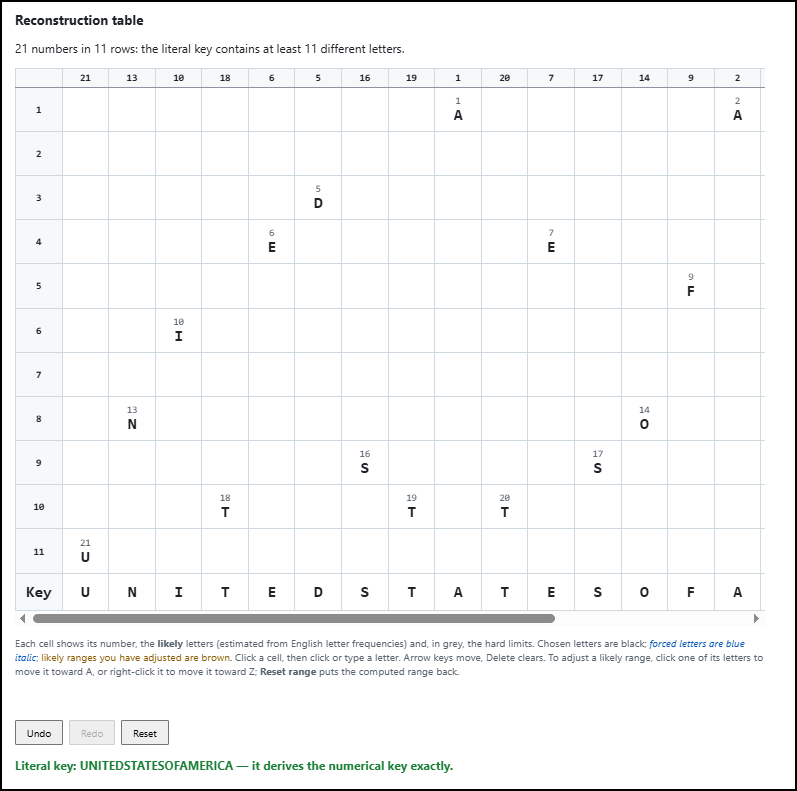 Reconstruction table
21 numbers in 11 rows: the literal key contains at least 11 different letters.
21 13 10 18 6 5 16 19 1 20 7 17 14 9 2
1 2
1 A A
2
5
3 D
6 7
4 E E
9
5 F
10
6 I
7
13 14
8 N O
16 17
9 S S
18 19 20
10 T T T
21
11 U
Key U N I T E D S T A T E S O F A
Each cell shows its number, the likely letters (estimated from English letter frequencies) and, in grey, the hard limits. Chosen letters are black; forced letters are blue
italic; likely ranges you have adjusted are brown. Click a cell, then click or type a letter. Arrow keys move, Delete clears. To adjust a likely range, click one of its letters to
move it toward A, or right-click it to move it toward Z; Reset range puts the computed range back.
Undo Redo Reset
Literal key: UNITEDSTATESOFAMERICA — it derives the numerical key exactly.